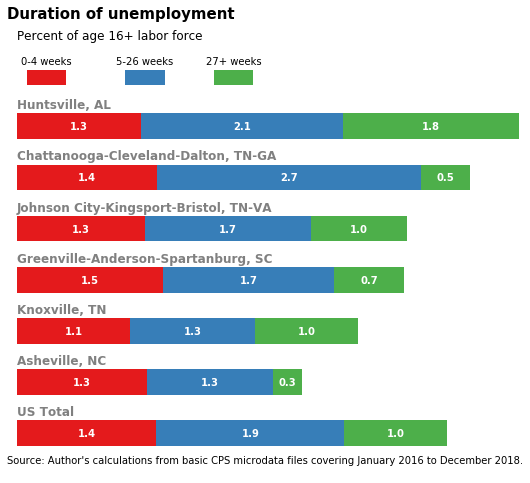 Duration of unemployment
Percent of age 16+ labor force
0-4 weeks 5-26 weeks 27+ weeks
Huntsville, AL
1.3 2.1 1.8
Chattanooga-Cleveland-Dalton, TN-GA
1.4 2.7 0.5
Johnson City-Kingsport-Bristol, TN-VA
1.3 1.7 1.0
Greenville-Anderson-Spartanburg, SC
1.5 1.7 0.7
Knoxville, TN
1.1 1.3 1.0
Asheville, NC
1.3 1.3 0.3
US Total
1.4 1.9 1.0
Source: Author's calculations from basic CPS microdata files covering January 2016 to December 2018.